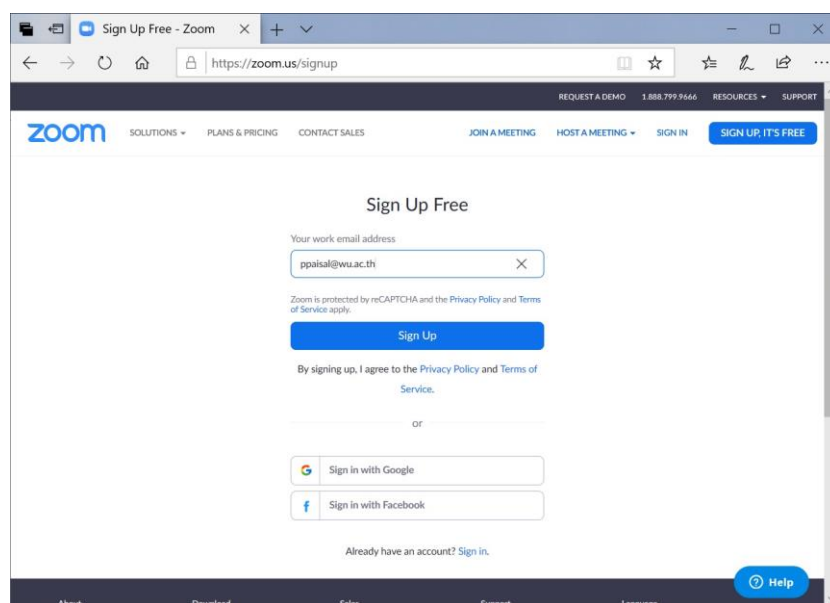 Sign Up Free - Zoom
https://zoom.us/signup
REQUEST A DEMO 1.888.799.9666 RESOURCES SUPPORT
zoom SOLUTIONS PLANS & PRICING CONTACT SALES JOIN A MEETING HOST A MEETING SIGN IN SIGN UP, IT'S FREE
Sign Up Free
Your work email address
ppaisal@wu.ac.th
Zoom is protected by reCAPTCHA and the Privacy Policy and Terms
of Service apply.
Sign Up
By signing up, I agree to the Privacy Policy and Terms of
Service.
or
G Sign in with Google
f Sign in with Facebook
Already have an account? Sign in.
Help